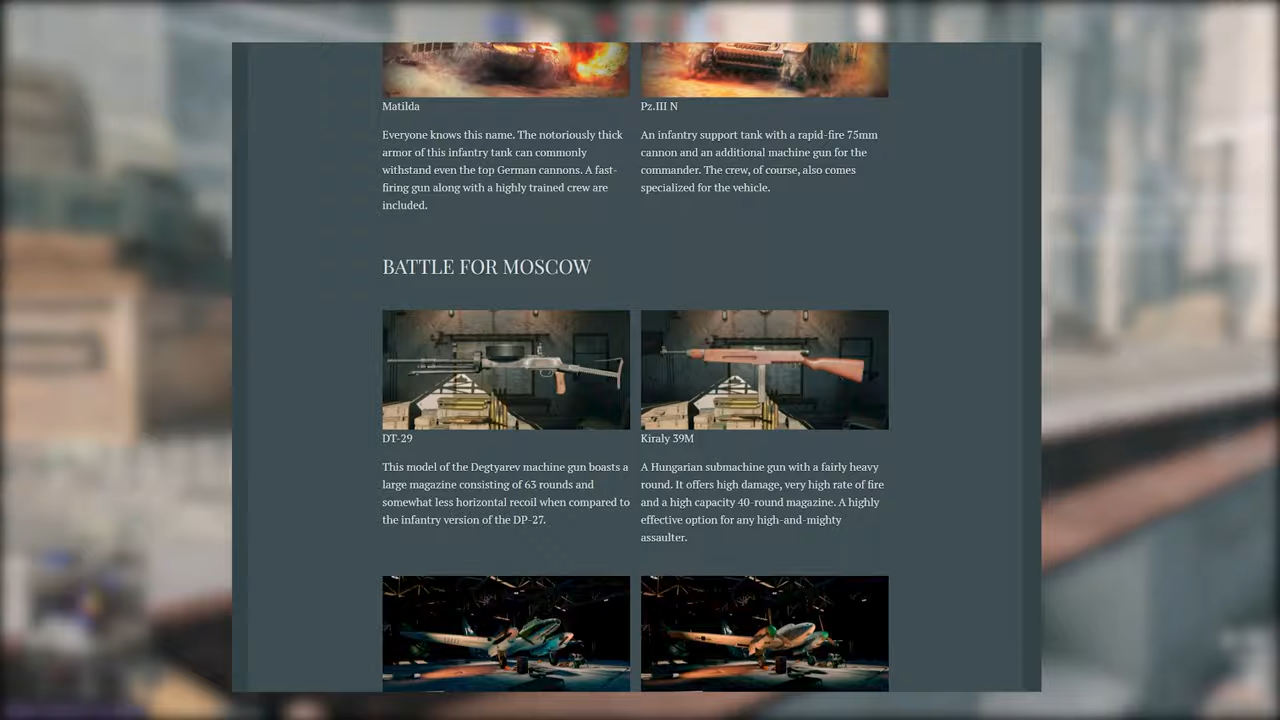 Matilda
Everyone knows this name. The notoriously thick
armor of this infantry tank can commonly
withstand even the top German cannons. A fast-
firing gun along with a highly trained crew are
included.
Pz.III N
An infantry support tank with a rapid-fire 75mm
cannon and an additional machine gun for the
commander. The crew, of course, also comes
specialized for the vehicle.
BATTLE FOR MOSCOW
DT-29
This model of the Degtyarev machine gun boasts a
large magazine consisting of 63 rounds and
somewhat less horizontal recoil when compared to
the infantry version of the DP-27.
Kiraly 39M
A Hungarian submachine gun with a fairly heavy
round. It offers high damage, very high rate of fire
and a high capacity 40-round magazine. A highly
effective option for any high-and-mighty
assaulter.